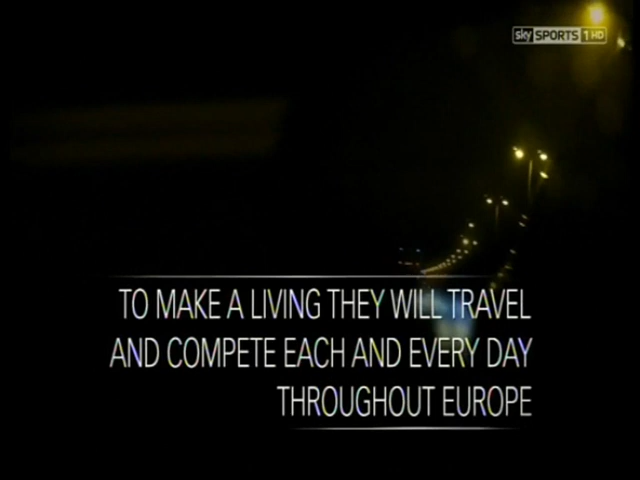 sky SPORTS 1 HD
TO MAKE A LIVING THEY WILL TRAVEL
AND COMPETE EACH AND EVERY DAY
THROUGHOUT EUROPE